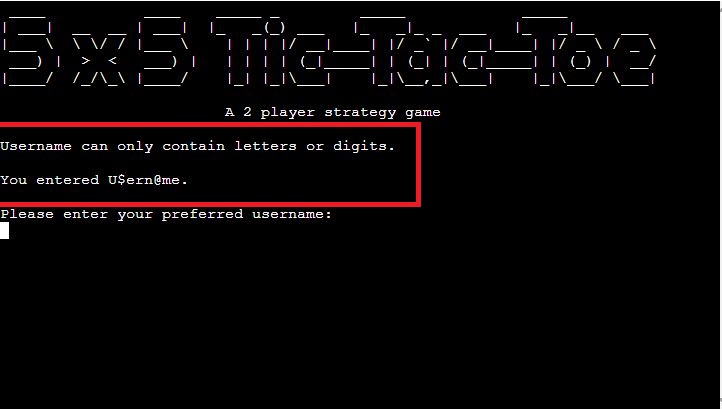 5x5 Tic-Tac-Toe
A 2 player strategy game
Username can only contain letters or digits.
You entered U$ern@me.
Please enter your preferred username: